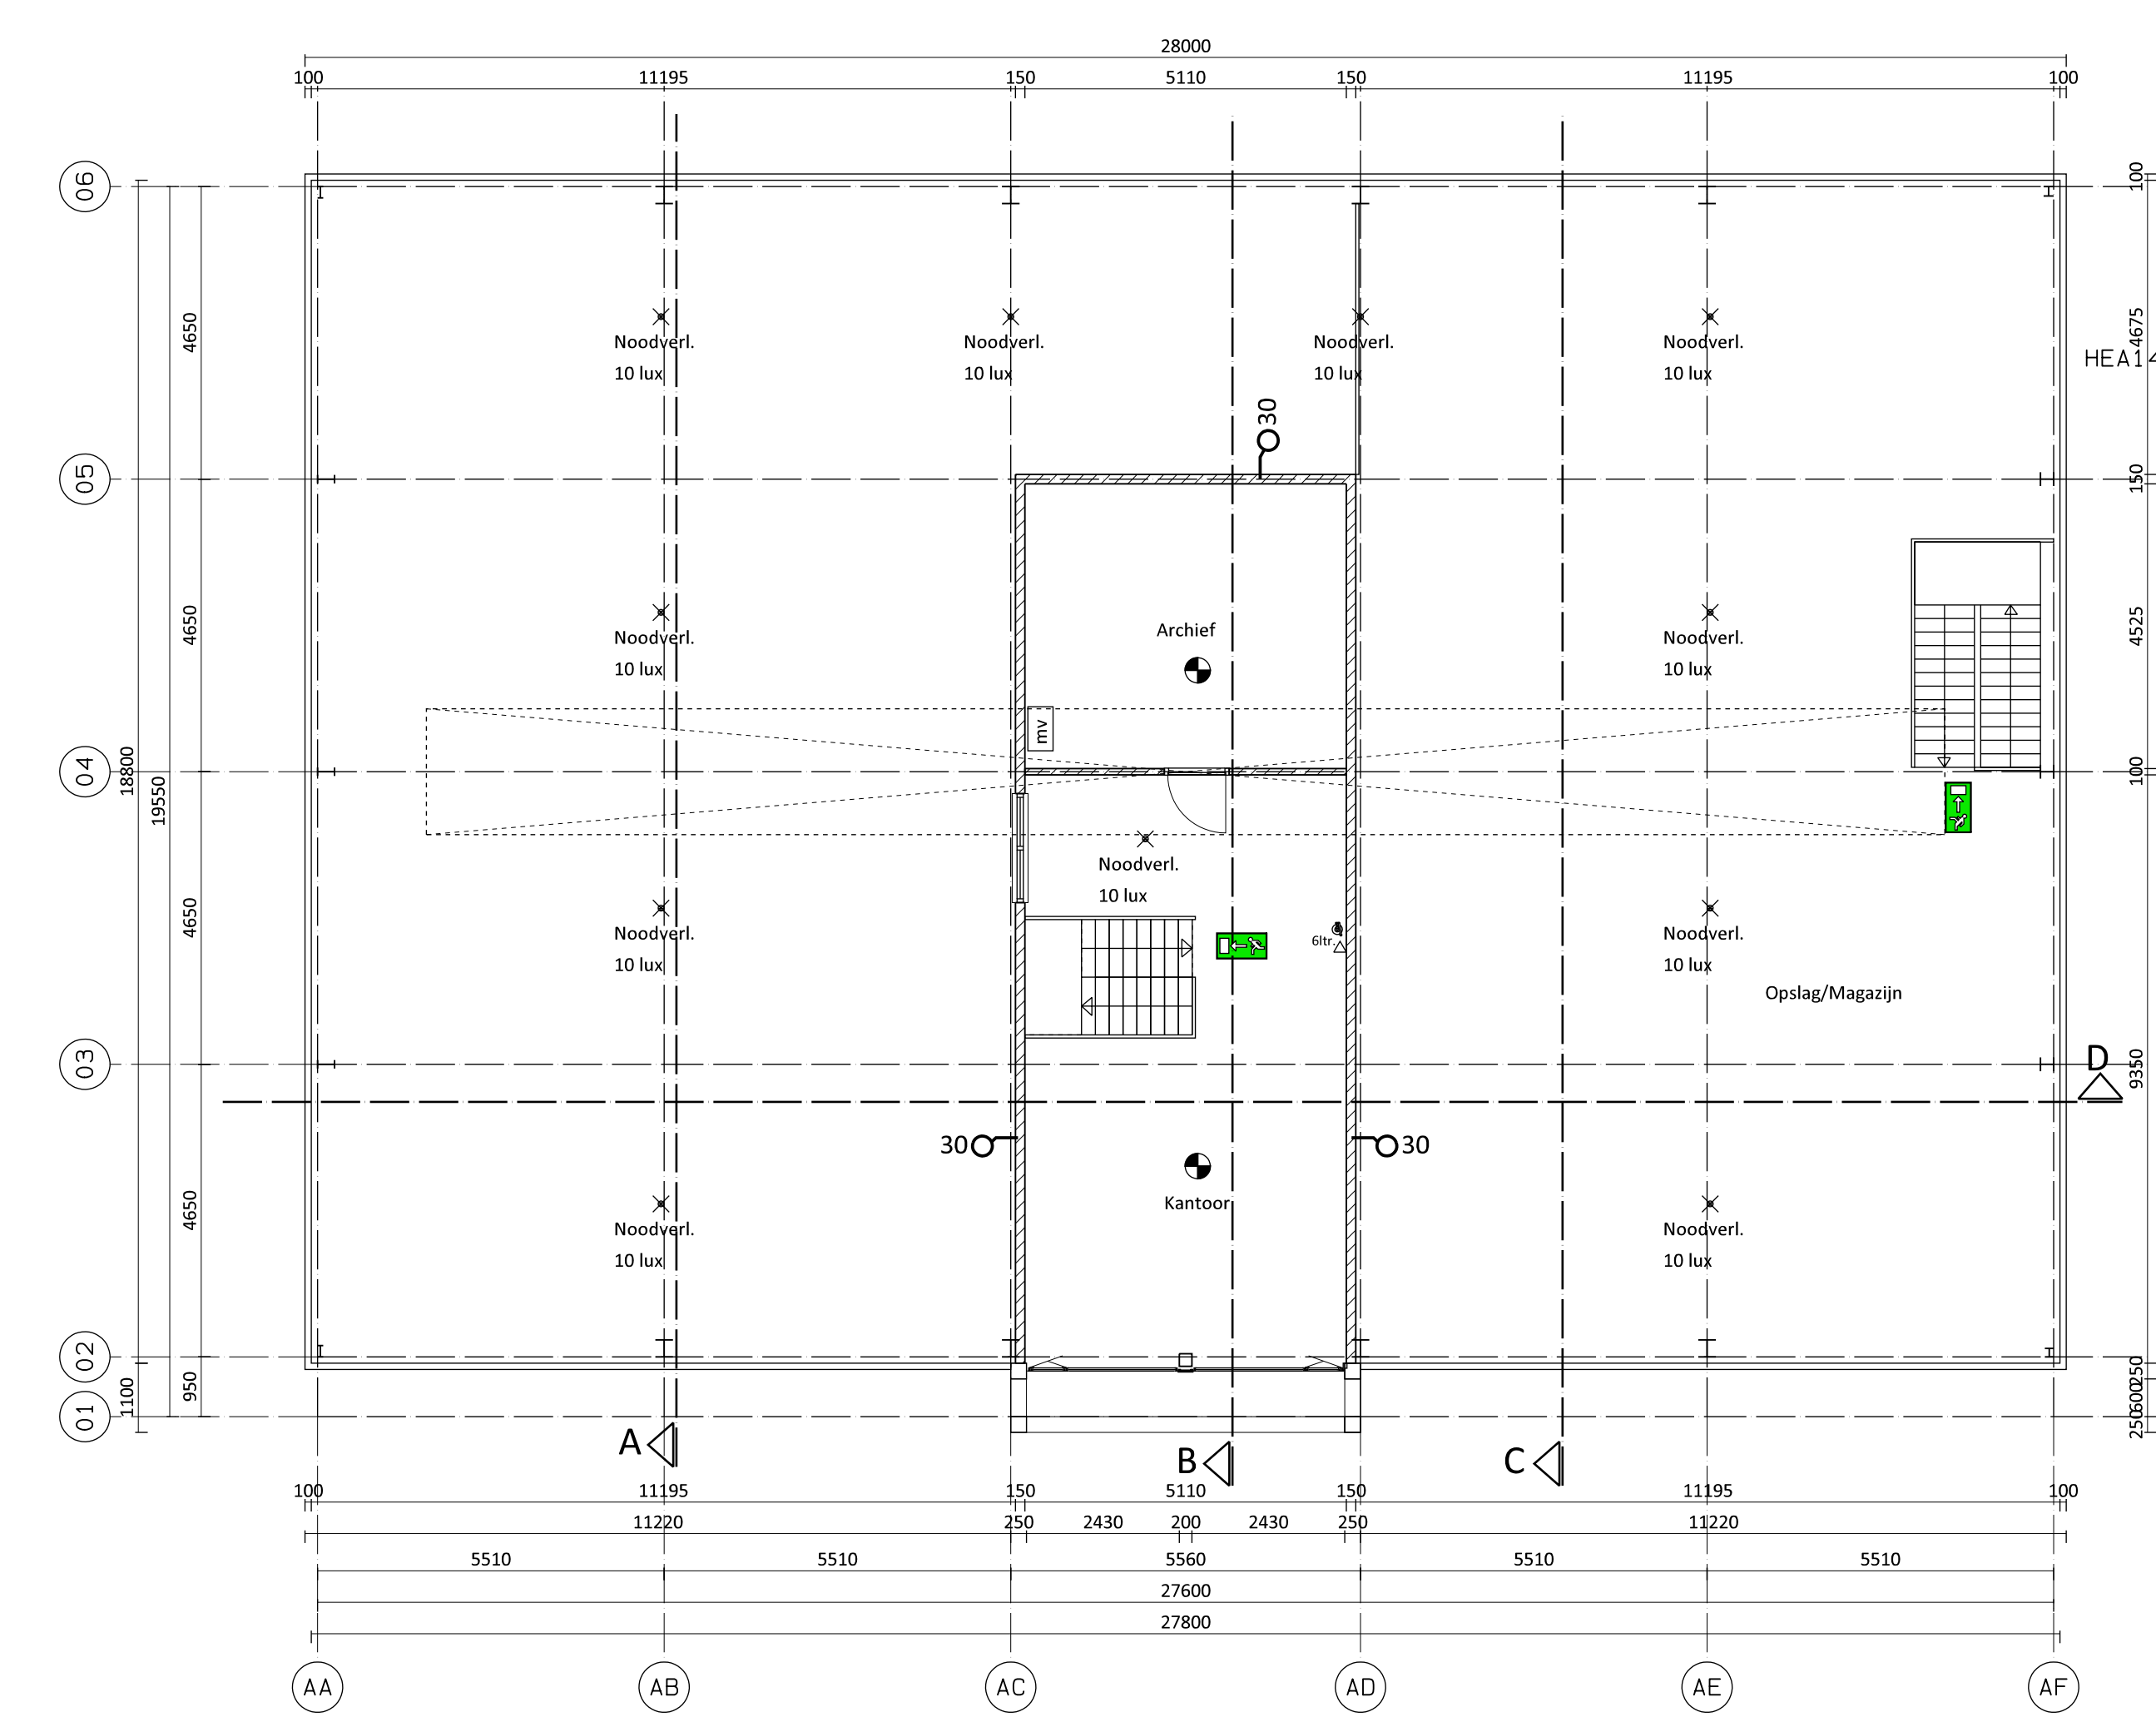 28000
100 11195 150 5110 150 11195 100
06
05
04
03
02
01
4650
4650
4650
4650
950
18800
19550
1100
100
4675
150
4525
100
9350
250
600
250
HEA14
Noodverl. Noodverl. Noodverl. Noodverl.
10 lux 10 lux 10 lux 10 lux
30
Archief
Noodverl. Noodverl.
10 lux 10 lux
mv
Noodverl.
10 lux
6ltr.
Noodverl. Noodverl.
10 lux 10 lux
Opslag/Magazijn
D
30 30
Kantoor
Noodverl. Noodverl.
10 lux 10 lux
A B C
100 11195 150 5110 150 11195 100
11220 250 2430 200 2430 250 11220
5510 5510 5560 5510 5510
27600
27800
AA AB AC AD AE AF